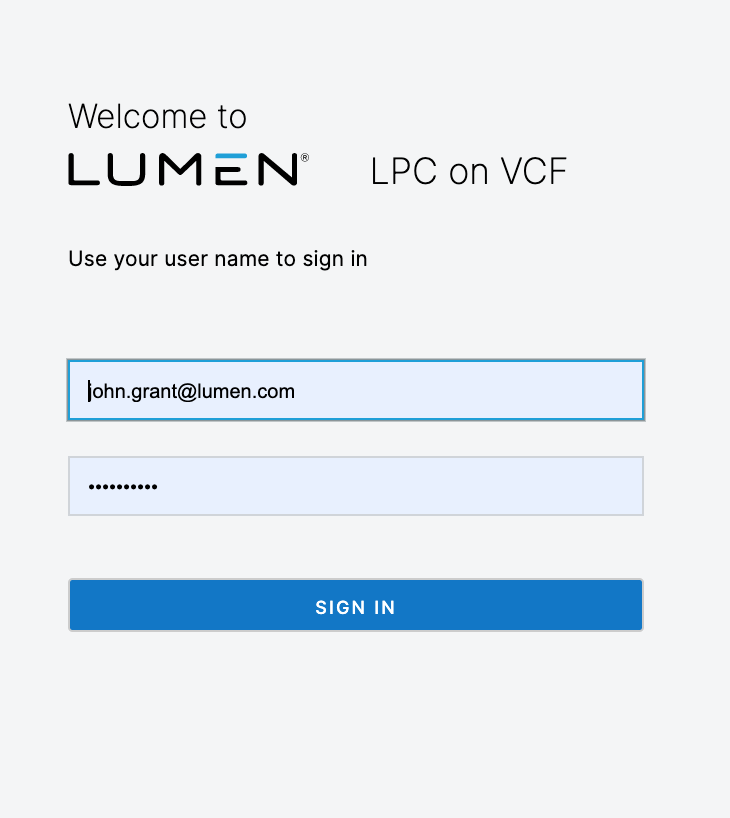 Welcome to
LUMEN® LPC on VCF
Use your user name to sign in
john.grant@lumen.com
••••••••••
SIGN IN